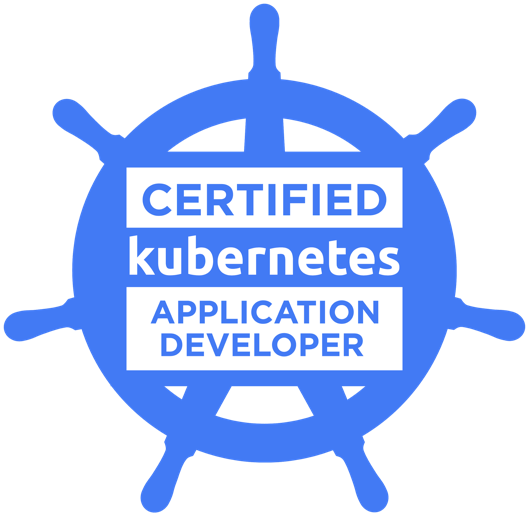 CERTIFIED
kubernetes
APPLICATION
DEVELOPER